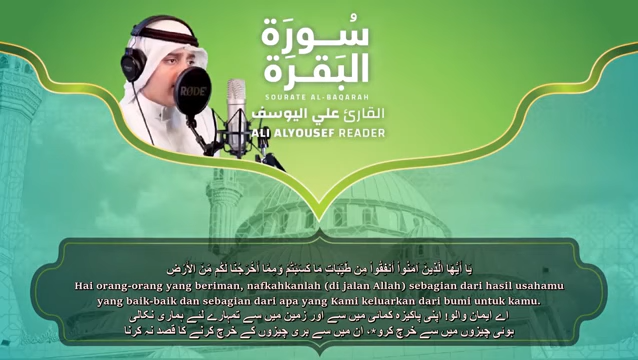 سُورَة
البَقَرَة
SOURATE AL-BAQARAH
القارئ علي اليوسف
ALI ALYOUSEF READER
RØDE
يَا أَيُّهَا الَّذِينَ آمَنُواْ أَنفِقُواْ مِن طَيِّبَاتِ مَا كَسَبْتُمْ وَمِمَّا أَخْرَجْنَا لَكُم مِّنَ الأَرْضِ
Hai orang-orang yang beriman, nafkahkanlah (di jalan Allah) sebagian dari hasil usahamu
yang baik-baik dan sebagian dari apa yang Kami keluarkan dari bumi untuk kamu.
اے ایمان والو! اپنی پاکیزه کمائی میں سے اور زمین میں سے تمہارے لئے ہماری نکالی
ہوئی چیزوں میں سے خرچ کرو*، ان میں سے بری چیزوں کے خرچ کرنے کا قصد نہ کرنا